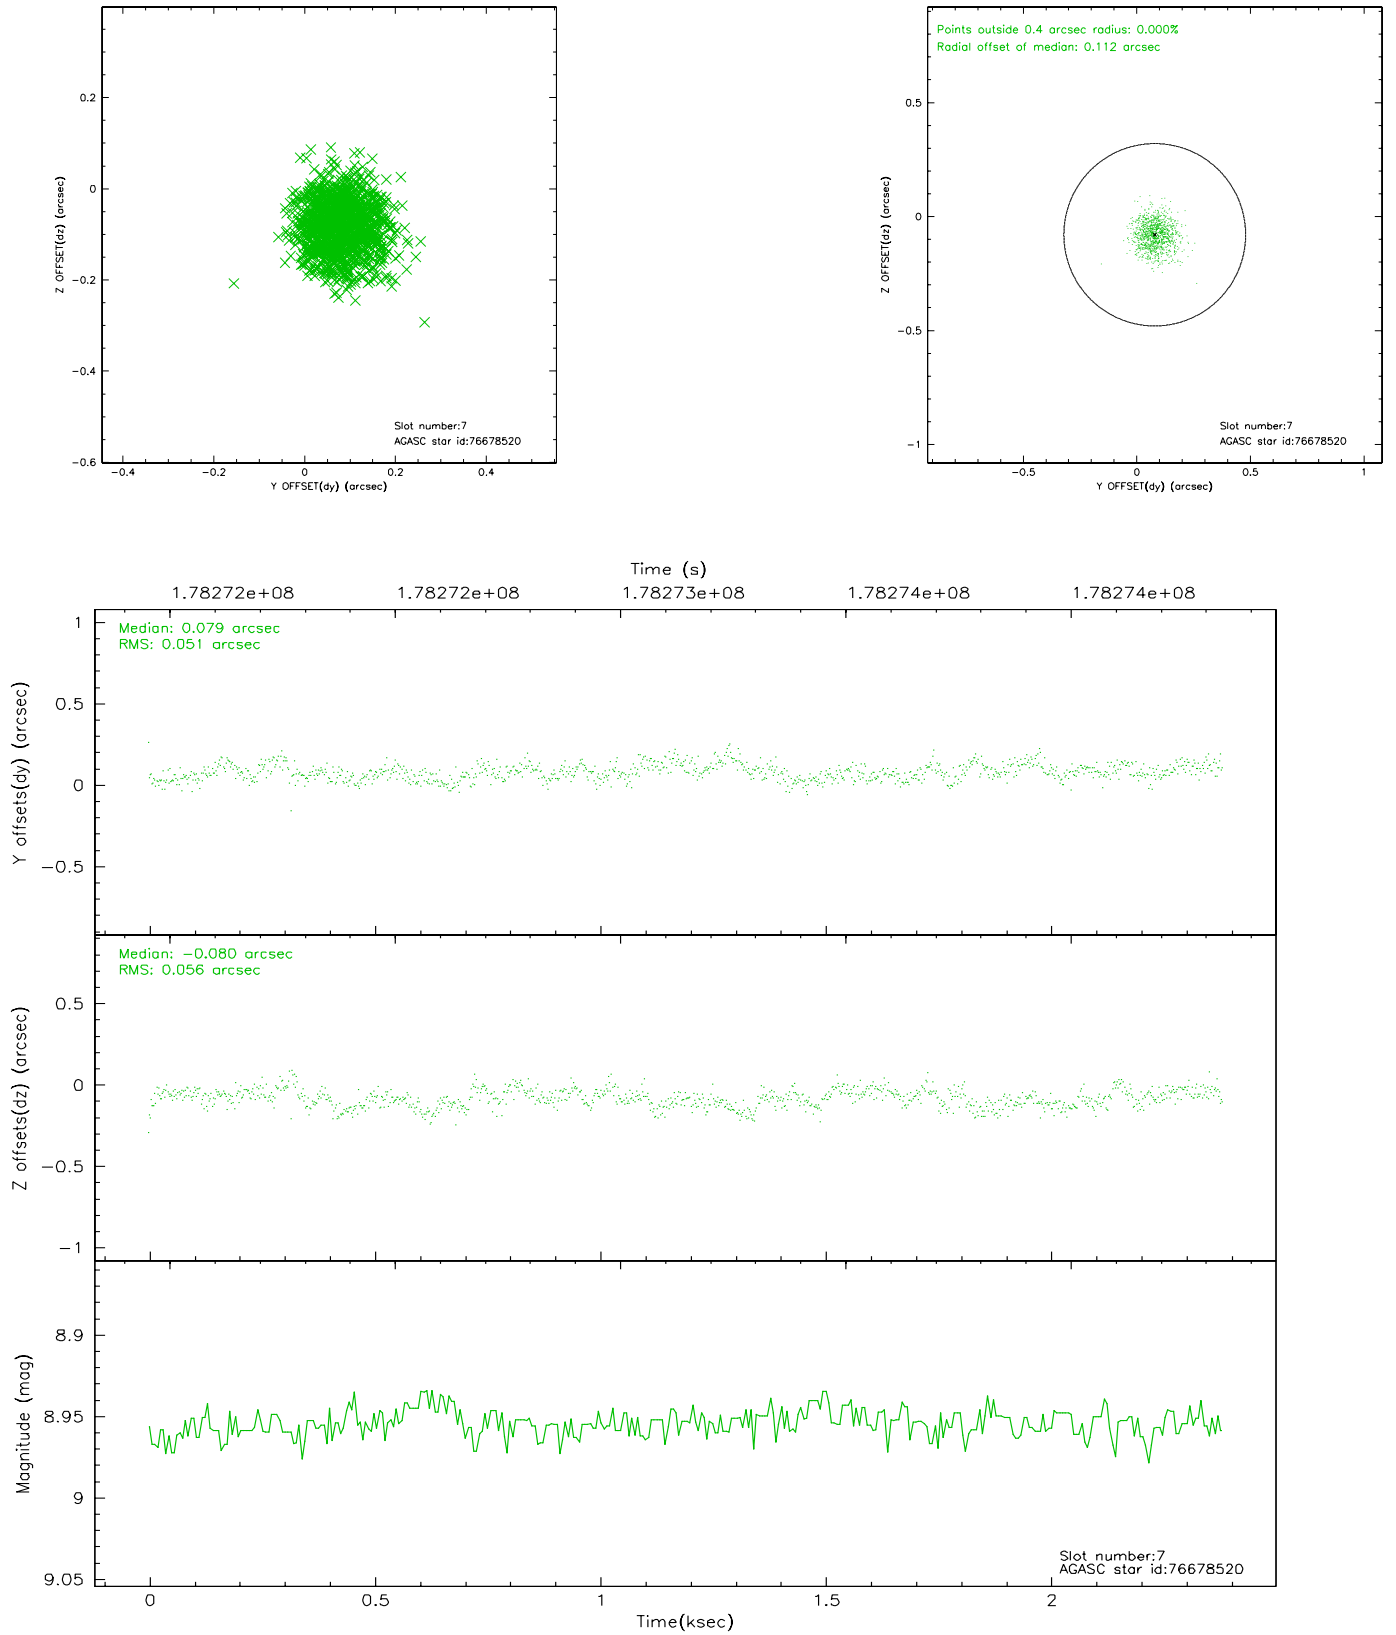 0.2
0
−0.2
−0.4
−0.6
Z OFFSET(dz) (arcsec)
Slot number:7
AGASC star id:76678520
−0.4 −0.2 0 0.2 0.4
Y OFFSET(dy) (arcsec)
Points outside 0.4 arcsec radius: 0.000%
Radial offset of median: 0.112 arcsec
0.5
0
−0.5
−1
Z OFFSET(dz) (arcsec)
Slot number:7
AGASC star id:76678520
−0.5 0 0.5 1
Y OFFSET(dy) (arcsec)
Time (s)
1.78272e+08 1.78272e+08 1.78273e+08 1.78274e+08 1.78274e+08
Median: 0.079 arcsec
RMS: 0.051 arcsec
1
0.5
0
−0.5
Y offsets(dy) (arcsec)
Median: −0.080 arcsec
RMS: 0.056 arcsec
0.5
0
−0.5
−1
Z offsets(dz) (arcsec)
8.9
8.95
9
9.05
Magnitude (mag)
Slot number:7
AGASC star id:76678520
0 0.5 1 1.5 2
Time(ksec)